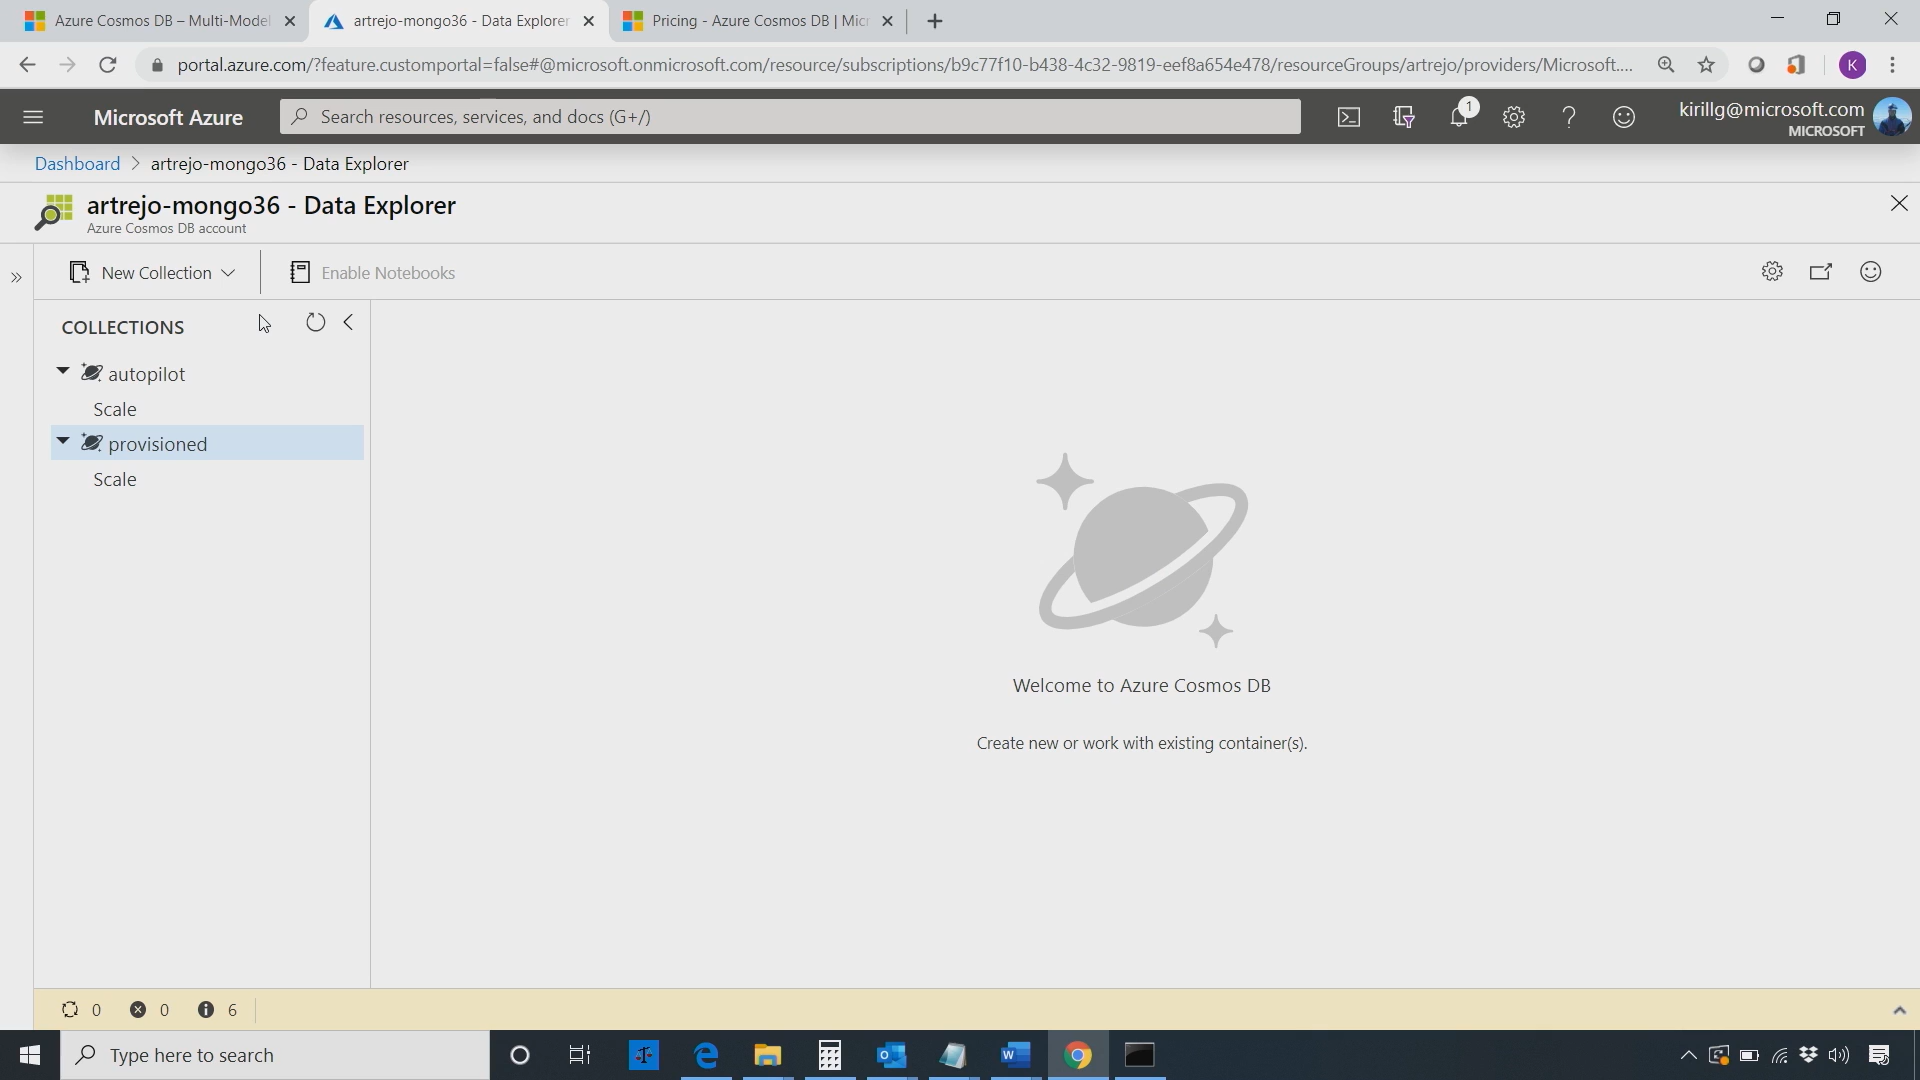 Azure Cosmos DB – Multi-Model
artrejo-mongo36 - Data Explorer
Pricing - Azure Cosmos DB | Mic
portal.azure.com/?feature.customportal=false#@microsoft.onmicrosoft.com/resource/subscriptions/b9c77f10-b438-4c32-9819-eef8a654e478/resourceGroups/artrejo/providers/Microsoft....
K
Microsoft Azure
Search resources, services, and docs (G+/)
1
kirillg@microsoft.com
MICROSOFT
Dashboard > artrejo-mongo36 - Data Explorer
artrejo-mongo36 - Data Explorer
Azure Cosmos DB account
New Collection
Enable Notebooks
COLLECTIONS
autopilot
Scale
provisioned
Scale
Welcome to Azure Cosmos DB
Create new or work with existing container(s).
0 0 6
Type here to search